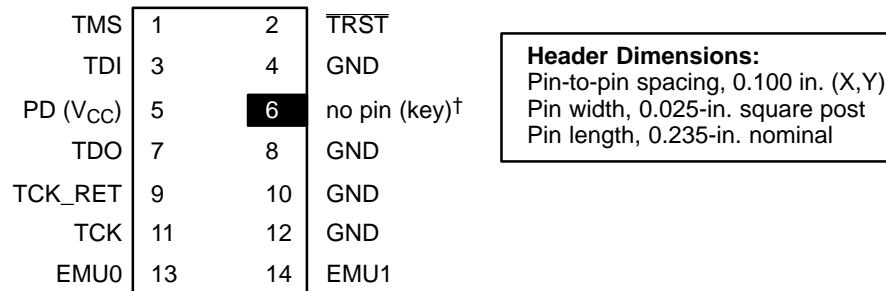 TMS 1 2 TRST
TDI 3 4 GND
PD (VCC) 5 6 no pin (key)†
TDO 7 8 GND
TCK_RET 9 10 GND
TCK 11 12 GND
EMU0 13 14 EMU1
Header Dimensions:
Pin-to-pin spacing, 0.100 in. (X,Y)
Pin width, 0.025-in. square post
Pin length, 0.235-in. nominal